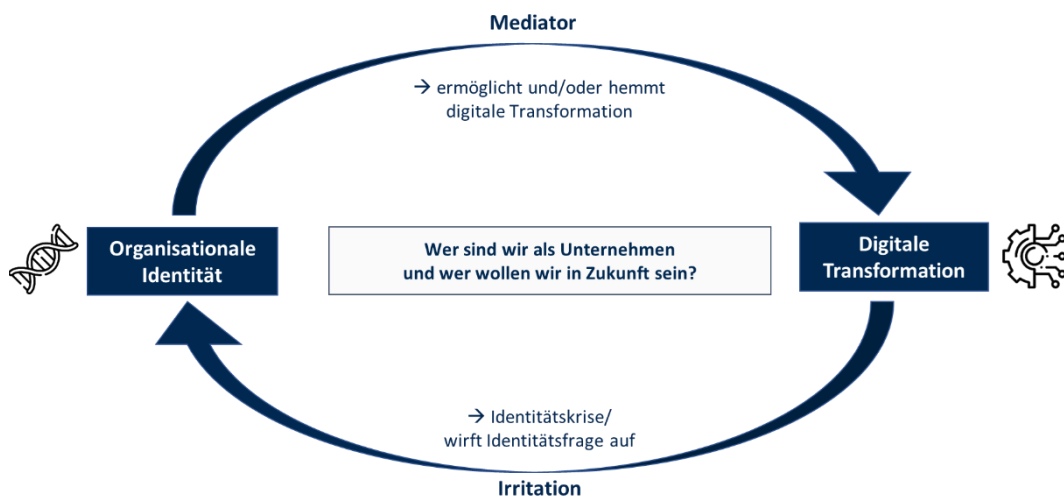 Mediator
→ ermöglicht und/oder hemmt
digitale Transformation
Organisationale
Identität
Wer sind wir als Unternehmen
und wer wollen wir in Zukunft sein?
Digitale
Transformation
→ Identitätskrise/
wirft Identitätsfrage auf
Irritation